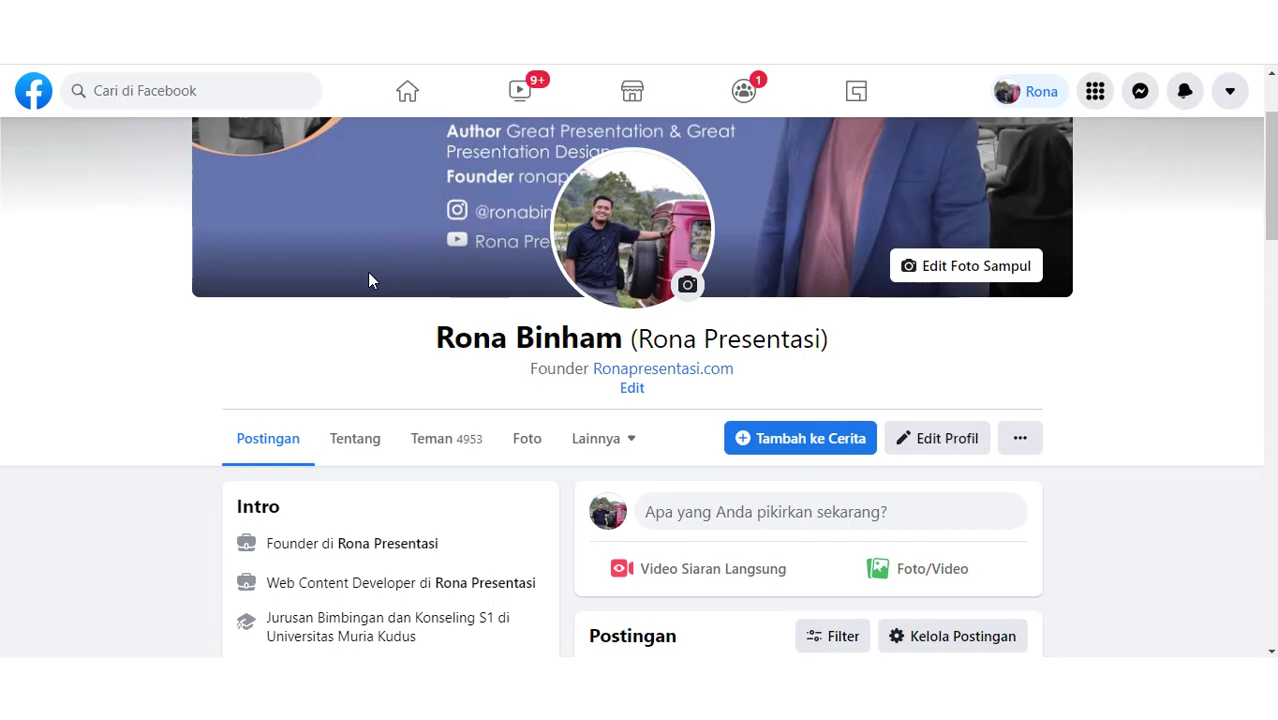 Cari di Facebook
9+
1
Rona
Author Great Presentation & Great
Presentation Design
Founder
@ronabin
Rona Pre
Edit Foto Sampul
Rona Binham (Rona Presentasi)
Founder Ronapresentasi.com
Edit
Postingan
Tentang
Teman 4953
Foto
Lainnya
Tambah ke Cerita
Edit Profil
Intro
Founder di Rona Presentasi
Web Content Developer di Rona Presentasi
Jurusan Bimbingan dan Konseling S1 di
Universitas Muria Kudus
Apa yang Anda pikirkan sekarang?
Video Siaran Langsung
Foto/Video
Postingan
Filter
Kelola Postingan